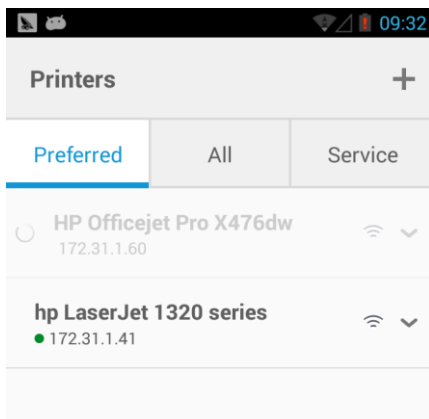 09:32
Printers
Preferred
All
Service
HP Officejet Pro X476dw
172.31.1.60
hp LaserJet 1320 series
172.31.1.41